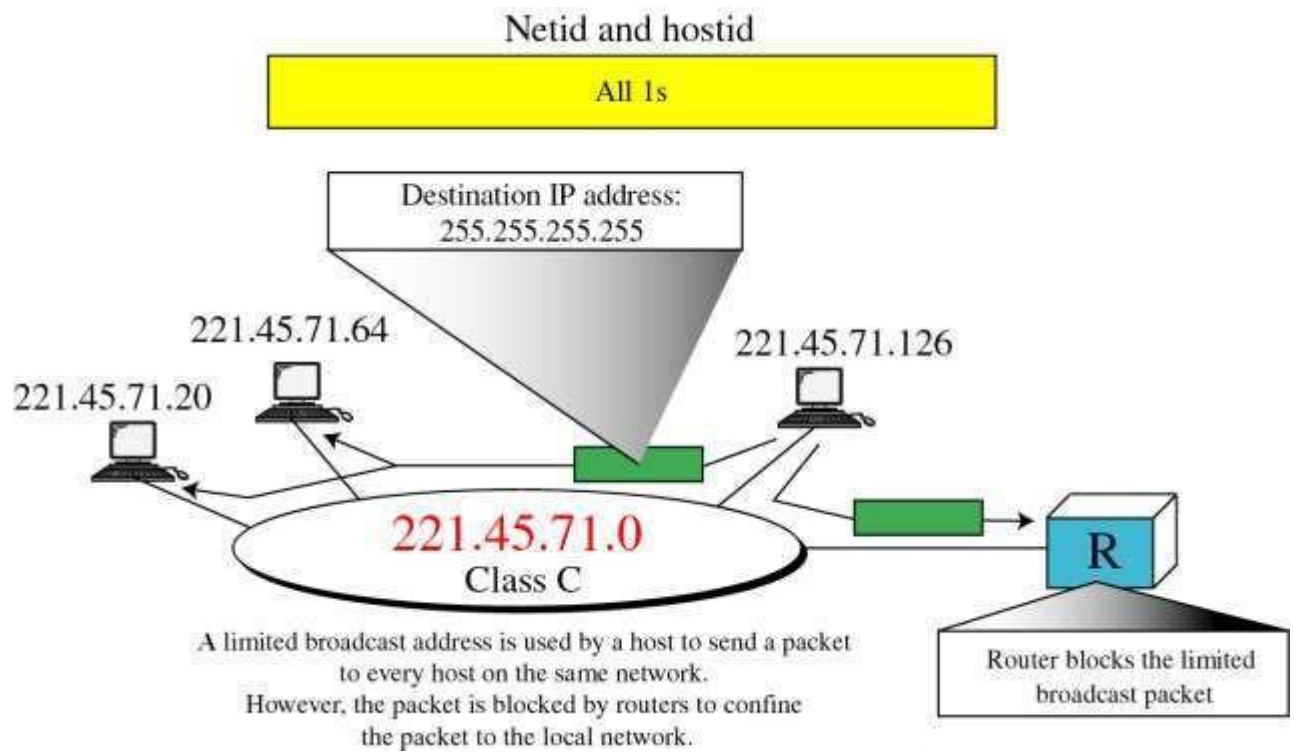 Netid and hostid
All 1s
Destination IP address:
255.255.255.255
221.45.71.64
221.45.71.126
221.45.71.20
221.45.71.0
Class C
R
A limited broadcast address is used by a host to send a packet
to every host on the same network.
However, the packet is blocked by routers to confine
the packet to the local network.
Router blocks the limited
broadcast packet